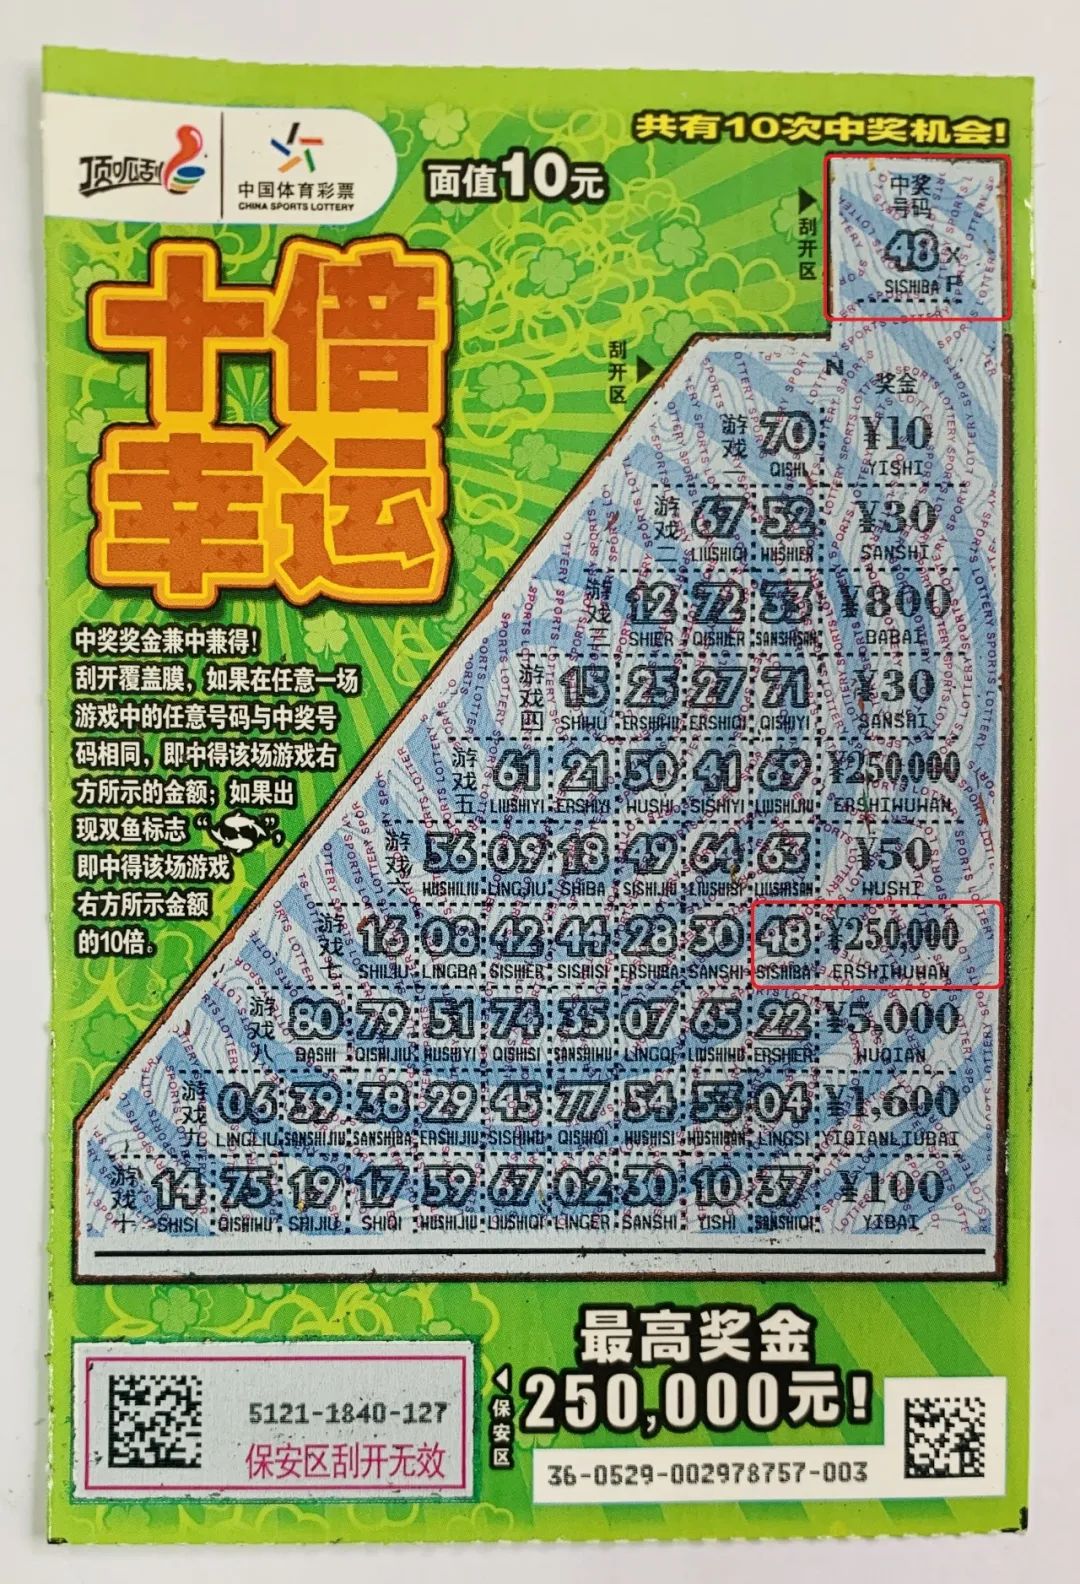 共有10次中奖机会!
顶呱刮
中国体育彩票
CHINA SPORTS LOTTERY
面值10元
刮开区
中奖
号码
48
SISHIBA
十倍
幸运
刮开区
奖金
游戏一 70 ¥10
QISHI YISHI
游戏二 67 52 ¥30
LIUSHIQI WUSHIER SANSHI
游戏三 12 72 33 ¥800
SHIER QISHIER SANSHISAN BABAI
游戏四 15 25 27 71 ¥30
SHIWU ERSHIWU ERSHIQI QISHIYI SANSHI
游戏五 61 21 50 41 69 ¥250,000
LIUSHIYI ERSHIYI WUSHI SISHIYI LIUSHIJIU ERSHIWUWAN
游戏六 56 09 18 49 64 63 ¥50
WUSHILIU LINGJIU SHIBA SISHIJIU LIUSHISI LIUSHISAN WUSHI
游戏七 16 08 42 44 28 30 48 ¥250,000
SHILIU LINGBA SISHIER SISHISI ERSHIBA SANSHI SISHIBA ERSHIWUWAN
游戏八 80 79 51 74 35 07 65 22 ¥5,000
BASHI QISHIJIU WUSHIYI QISHISI SANSHIWU LINGQI LIUSHIWU ERSHIER WUQIAN
游戏九 06 39 38 29 45 77 54 53 04 ¥1,600
LINGLIU SANSHIJIU SANSHIBA ERSHIJIU SISHIWU QISHIQI WUSHISI WUSHISAN LINGSI YIQIANLIUBAI
游戏十 14 75 19 17 59 67 02 30 10 37 ¥100
SHISI QISHIWU SHIJIU SHIQI WUSHIJIU LIUSHIQI LINGER SANSHI YISHI SANSHIQI YIBAI
中奖奖金兼中兼得!
刮开覆盖膜，如果在任意一场
游戏中的任意号码与中奖号
码相同，即中得该场游戏右
方所示的金额；如果出
现双鱼标志“ ”，
即中得该场游戏
右方所示金额
的10倍。
最高奖金
250,000元!
保安区
5121-1840-127
保安区刮开无效
36-0529-002978757-003